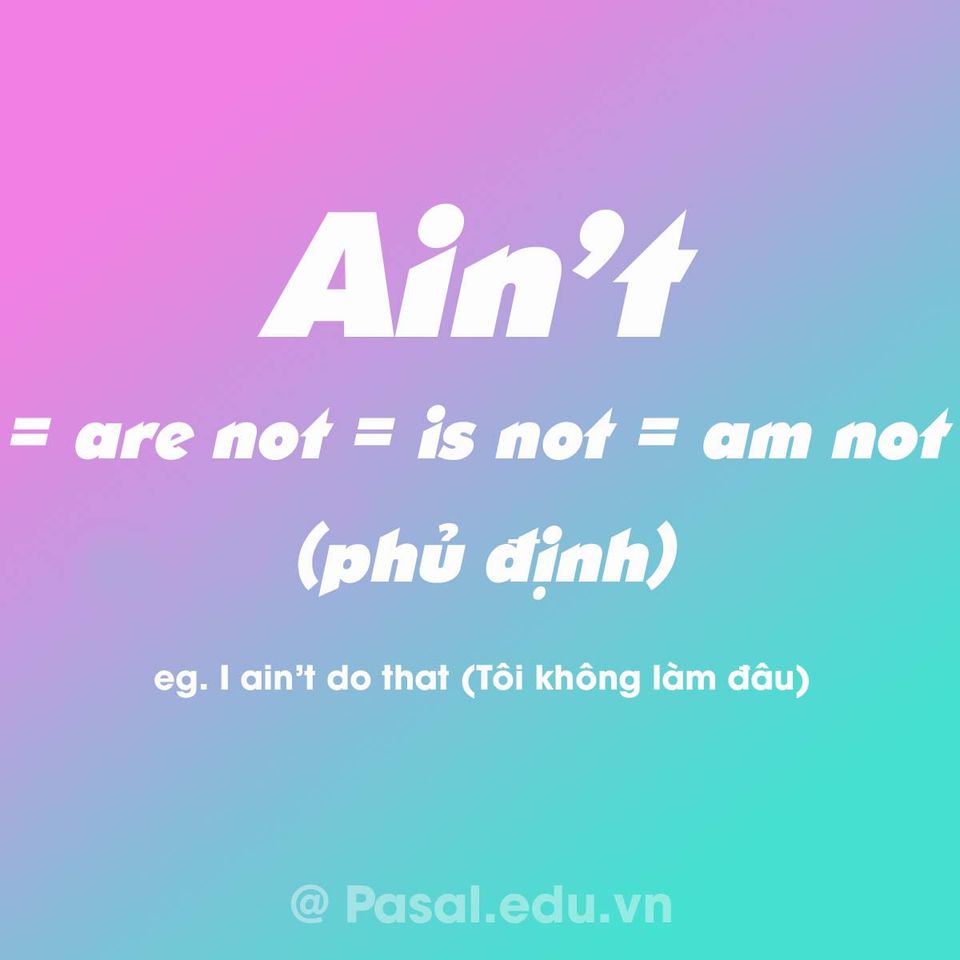 Ain't
= are not = is not = am not
(phủ định)
eg. I ain't do that (Tôi không làm đâu)
@ Pasal.edu.vn